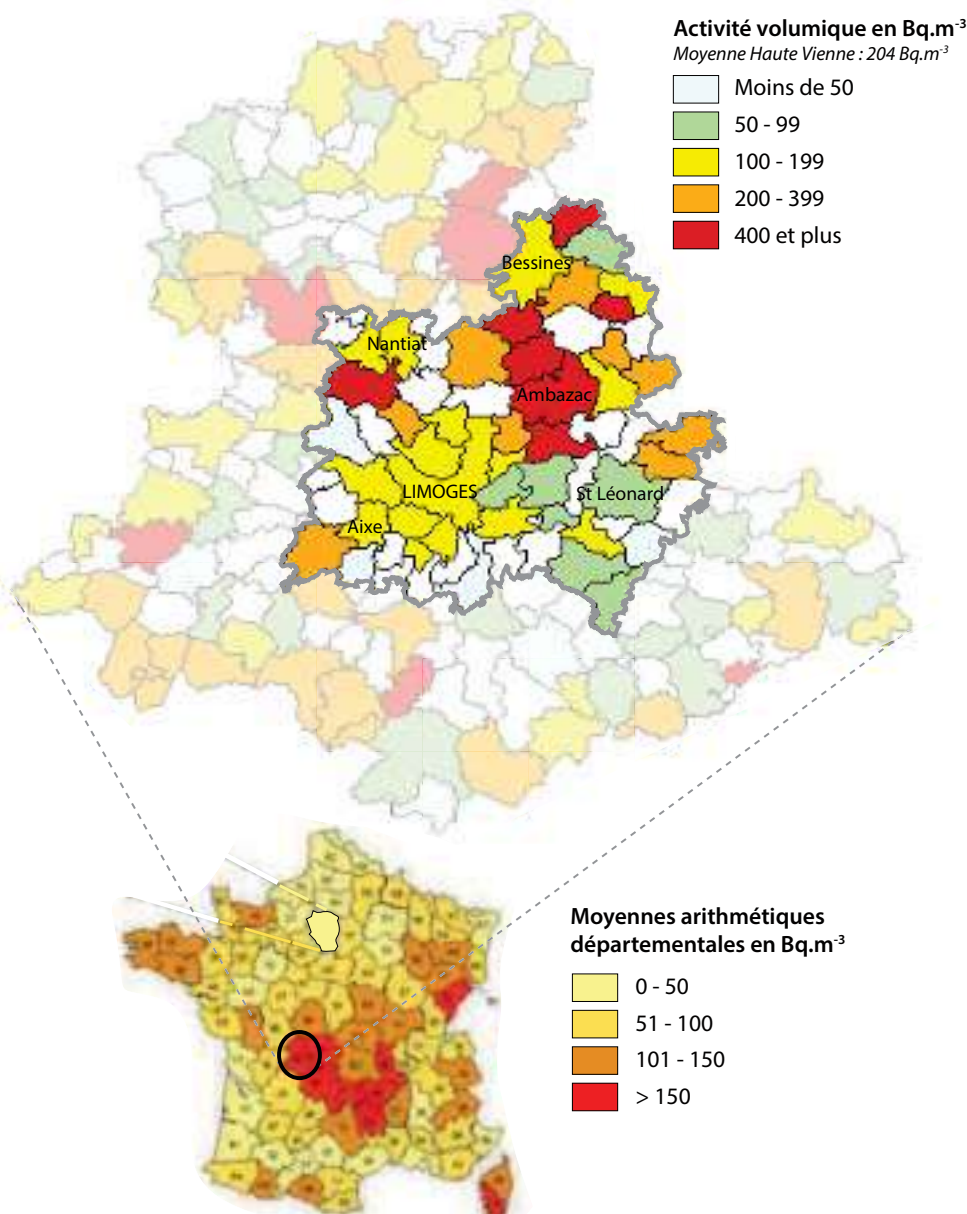 Activité volumique en Bq.m⁻³
Moyenne Haute Vienne : 204 Bq.m⁻³
Moins de 50
50 - 99
100 - 199
200 - 399
400 et plus
Bessines
Nantiat
Ambazac
LIMOGES
St Léonard
Aixe
Moyennes arithmétiques
départementales en Bq.m⁻³
0 - 50
51 - 100
101 - 150
> 150